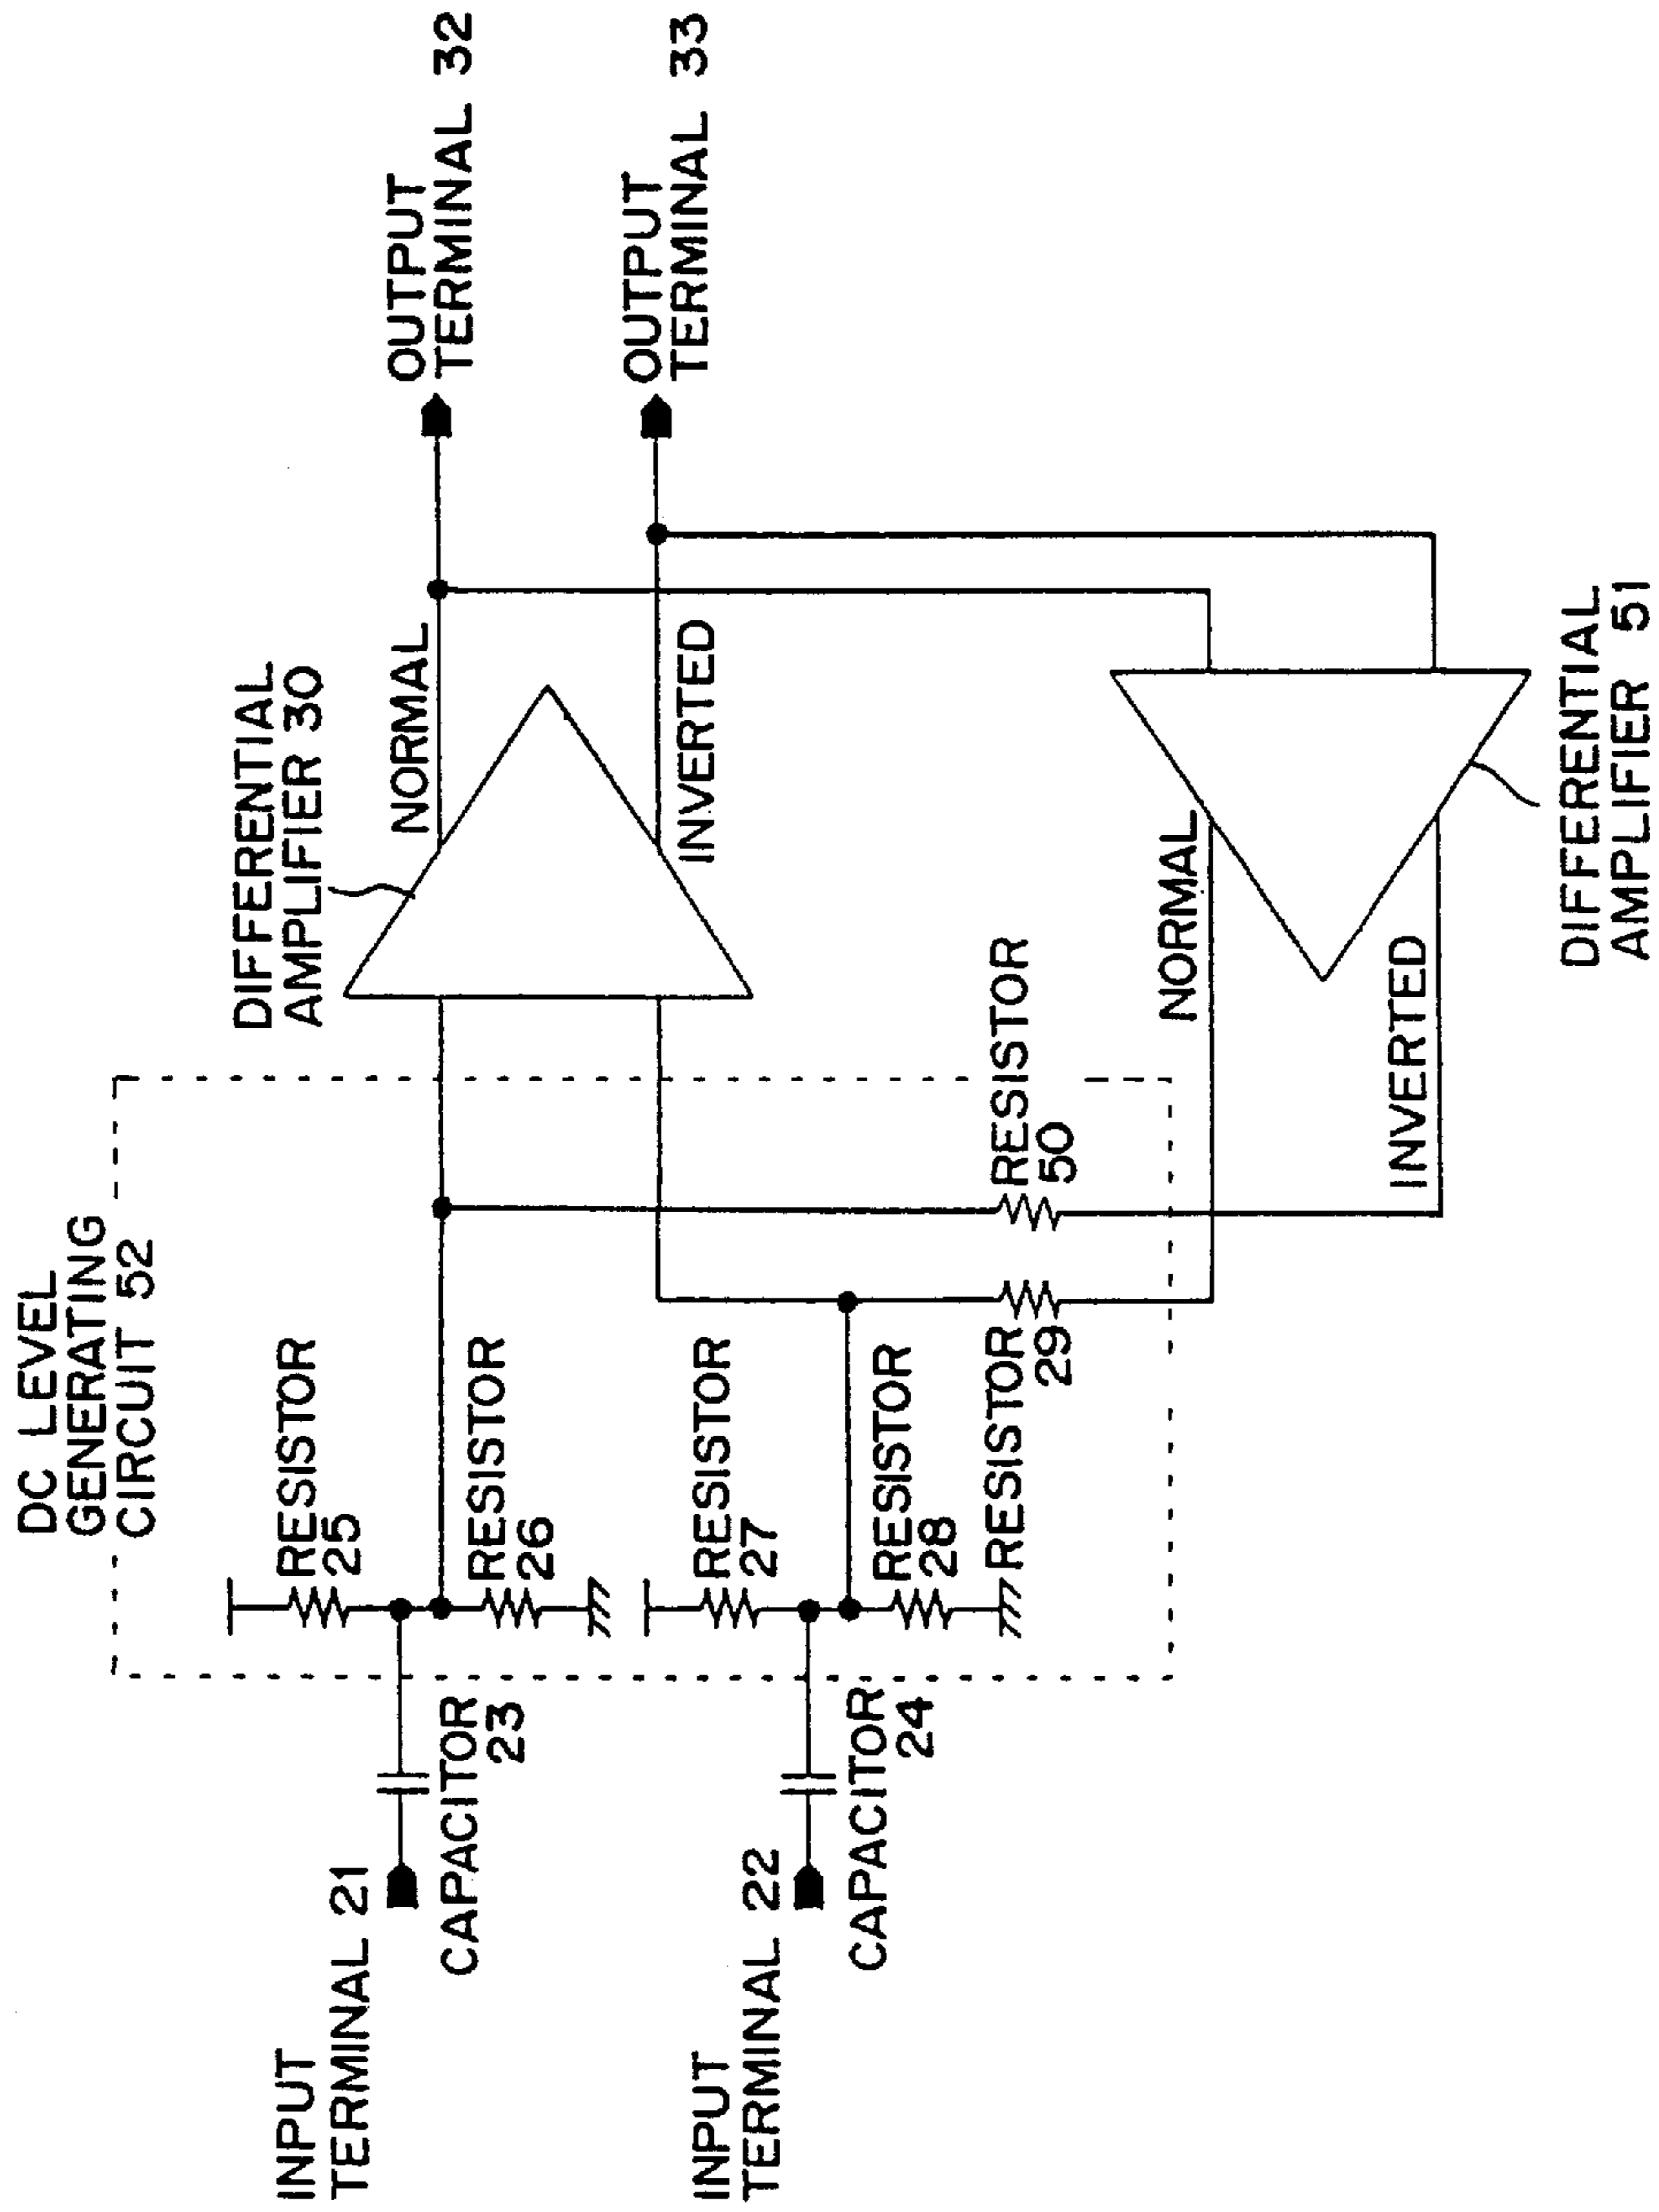 DC LEVEL
GENERATING
CIRCUIT 52
INPUT
TERMINAL 21
CAPACITOR
23
INPUT
TERMINAL 22
CAPACITOR
24
RESISTOR
25
RESISTOR
26
RESISTOR
27
RESISTOR
28
RESISTOR
29
RESISTOR
50
DIFFERENTIAL
AMPLIFIER 30
NORMAL
INVERTED
OUTPUT
TERMINAL 32
OUTPUT
TERMINAL 33
NORMAL
INVERTED
DIFFERENTIAL
AMPLIFIER 51